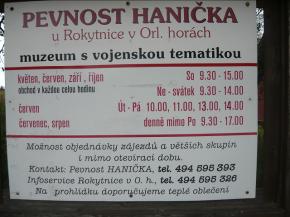 PEVNOST HANIČKA
u Rokytnice v Orl. horách
muzeum s vojenskou tematikou
květen, červen, září , říjen So 9.30 - 15.00
obchod v každou celou hodinu Ne - svátek 9.30 - 14.00
červen Út - Pá 10.00, 11.00, 13.00, 14.00
červenec, srpen denně mimo Po 9.30 - 17.00
Možnost objednávky zájezdů a větších skupin
i mimo otevírací dobu.
Kontakt: Pevnost HANIČKA, tel. 494 595 393
Infoservice Rokytnice v O. h., tel. 494 595 326
Na prohlídku doporučujeme teplé oblečení